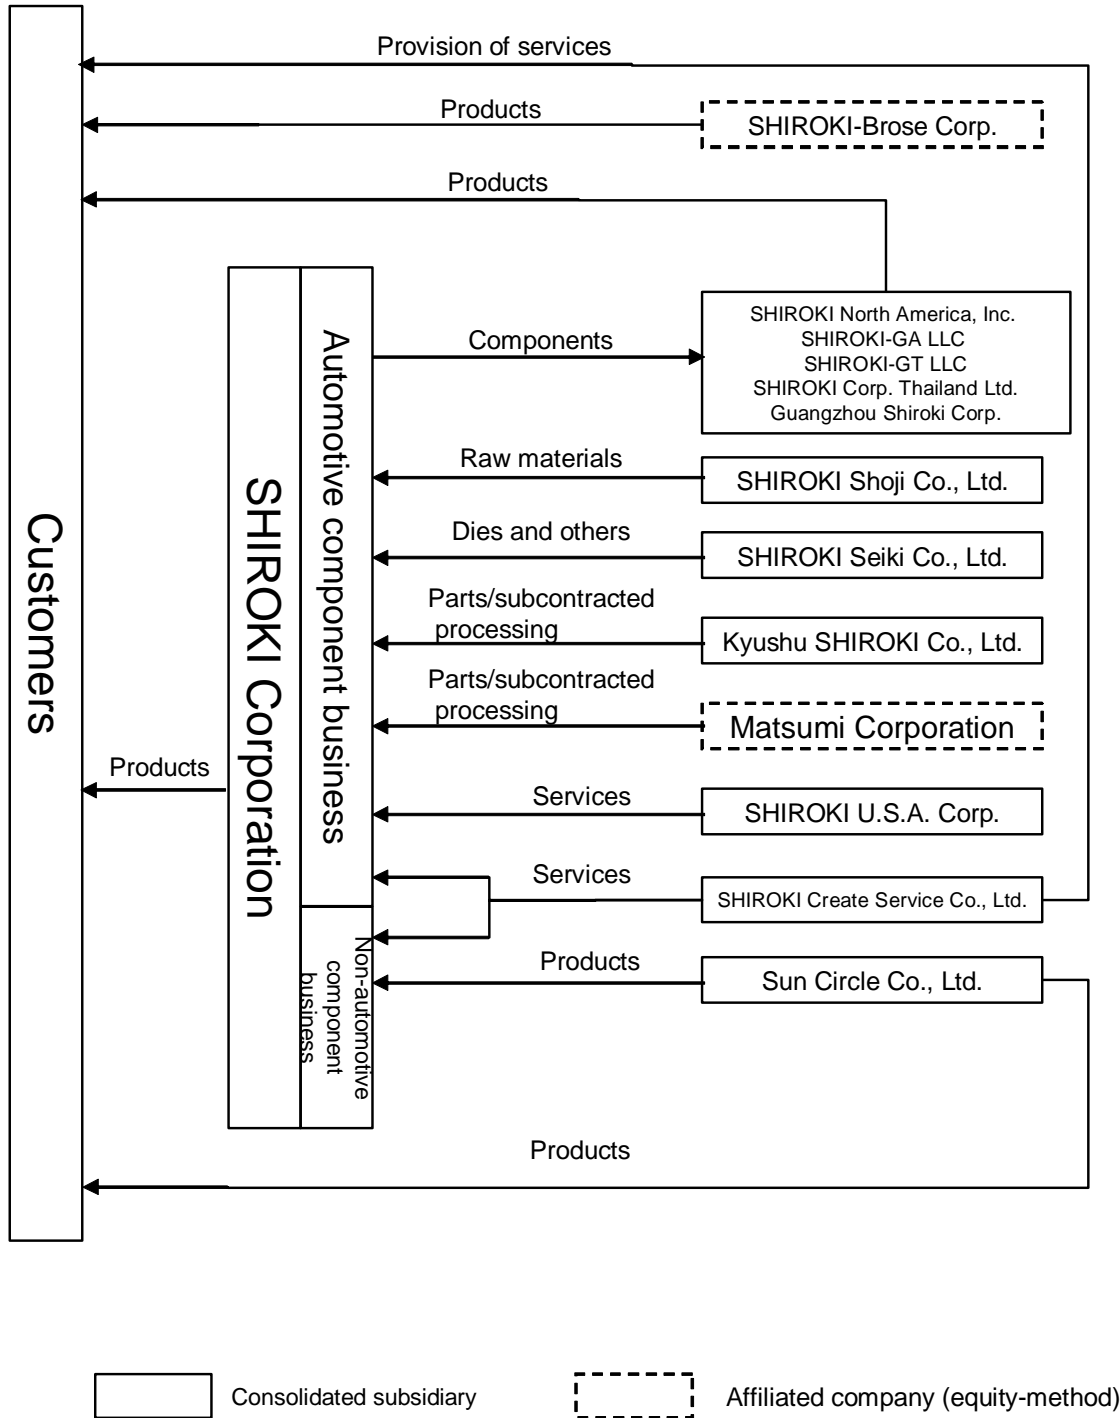 Provision of services
Products
SHIROKI-Brose Corp.
Products
SHIROKI North America, Inc.
SHIROKI-GA LLC
SHIROKI-GT LLC
SHIROKI Corp. Thailand Ltd.
Guangzhou Shiroki Corp.
Components
Raw materials
SHIROKI Shoji Co., Ltd.
Dies and others
SHIROKI Seiki Co., Ltd.
Parts/subcontracted
processing
Kyushu SHIROKI Co., Ltd.
Parts/subcontracted
processing
Matsumi Corporation
Customers
Products
SHIROKI Corporation
Automotive component business
Services
SHIROKI U.S.A. Corp.
Services
SHIROKI Create Service Co., Ltd.
Non-automotive
component
business
Products
Sun Circle Co., Ltd.
Products
Consolidated subsidiary
Affiliated company (equity-method)